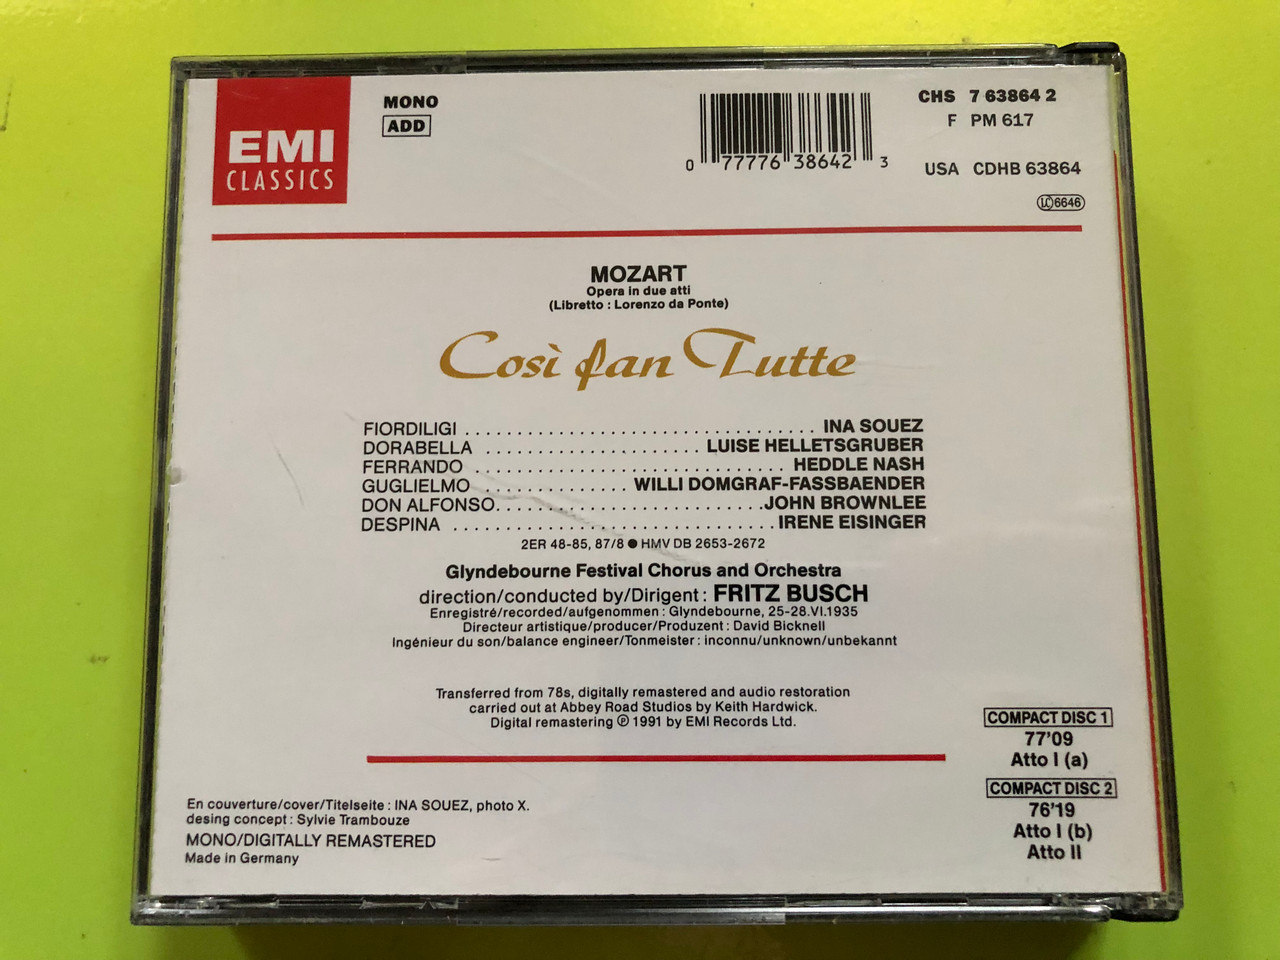 EMI
CLASSICS
MONO
ADD
0 77776 38642 3
CHS 7 63864 2
F PM 617
USA CDHB 63864
LC 6646
MOZART
Opera in due atti
(Libretto : Lorenzo da Ponte)
Così fan Tutte
FIORDILIGI . . . . . . . . . . . . . . . . . . . . . . . . . . . . . . . . . . INA SOUEZ
DORABELLA . . . . . . . . . . . . . . . . . . . . . LUISE HELLETSGRUBER
FERRANDO . . . . . . . . . . . . . . . . . . . . . . . . . . . . . . HEDDLE NASH
GUGLIELMO . . . . . . . . . . . . . . WILLI DOMGRAF-FASSBAENDER
DON ALFONSO. . . . . . . . . . . . . . . . . . . . . . . . . . JOHN BROWNLEE
DESPINA . . . . . . . . . . . . . . . . . . . . . . . . . . . . . . . IRENE EISINGER
2ER 48-85, 87/8 ● HMV DB 2653-2672
Glyndebourne Festival Chorus and Orchestra
direction/conducted by/Dirigent : FRITZ BUSCH
Enregistré/recorded/aufgenommen : Glyndebourne, 25-28.VI.1935
Directeur artistique/producer/Produzent : David Bicknell
Ingénieur du son/balance engineer/Tonmeister : inconnu/unknown/unbekannt
Transferred from 78s, digitally remastered and audio restoration
carried out at Abbey Road Studios by Keith Hardwick.
Digital remastering ℗ 1991 by EMI Records Ltd.
COMPACT DISC 1
77'09
Atto I (a)
COMPACT DISC 2
76'19
Atto I (b)
Atto II
En couverture/cover/Titelseite : INA SOUEZ, photo X.
desing concept : Sylvie Trambouze
MONO/DIGITALLY REMASTERED
Made in Germany